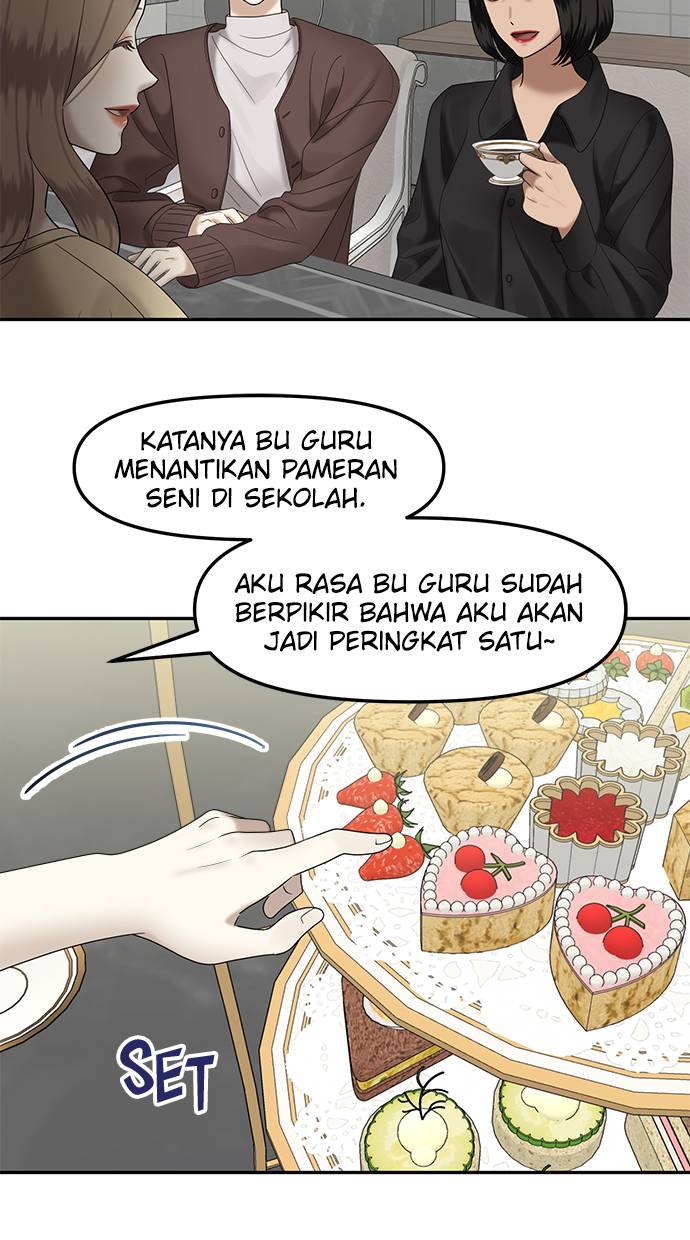 KATANYA BU GURU
MENANTIKAN PAMERAN
SENI DI SEKOLAH.
AKU RASA BU GURU SUDAH
BERPIKIR BAHWA AKU AKAN
JADI PERINGKAT SATU~
SET